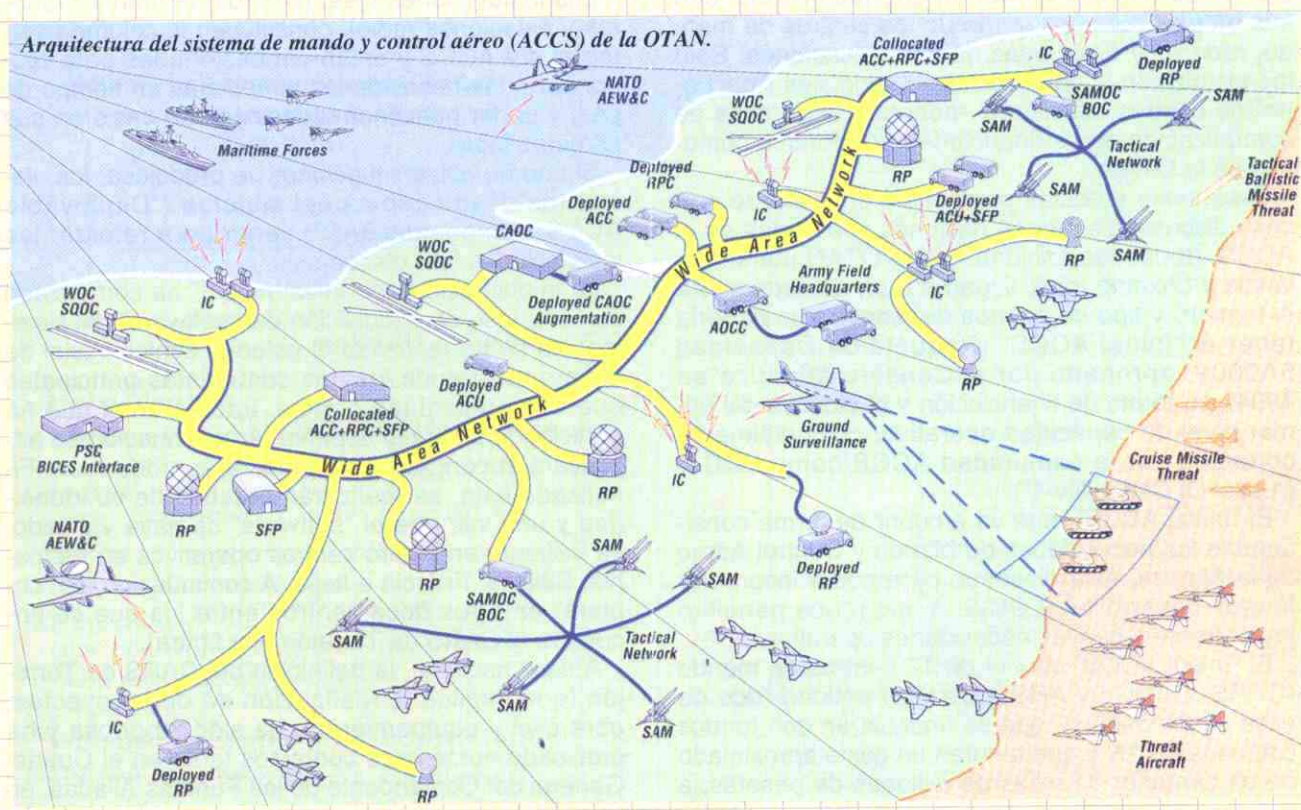 Arquitectura del sistema de mando y control aéreo (ACCS) de la OTAN.
NATO
AEW&C
Maritime Forces
Collocated
ACC+RPC+SFP
IC
Deployed
RP
WOC
SQOC
SAMOC
BOC
SAM
SAM
Tactical
Network
Tactical
Ballistic
Missile
Threat
RP
Deployed
RPC
Deployed
ACC
IC
Deployed
ACU+SFP
SAM
SAM
RP
Wide Area Network
WOC
SQOC
CAOC
Deployed CAOC
Augmentation
Army Field
Headquarters
AOCC
IC
RP
WOC
SQOC
IC
Deployed
ACU
Collocated
ACC+RPC+SFP
PSC
BICES Interface
Wide Area Network
Ground
Surveillance
IC
Cruise Missile
Threat
RP
SFP
RP
RP
Deployed
RP
NATO
AEW&C
SAMOC
BOC
SAM
SAM
SAM
Tactical
Network
SAM
SAM
IC
Deployed
RP
RP
Threat
Aircraft